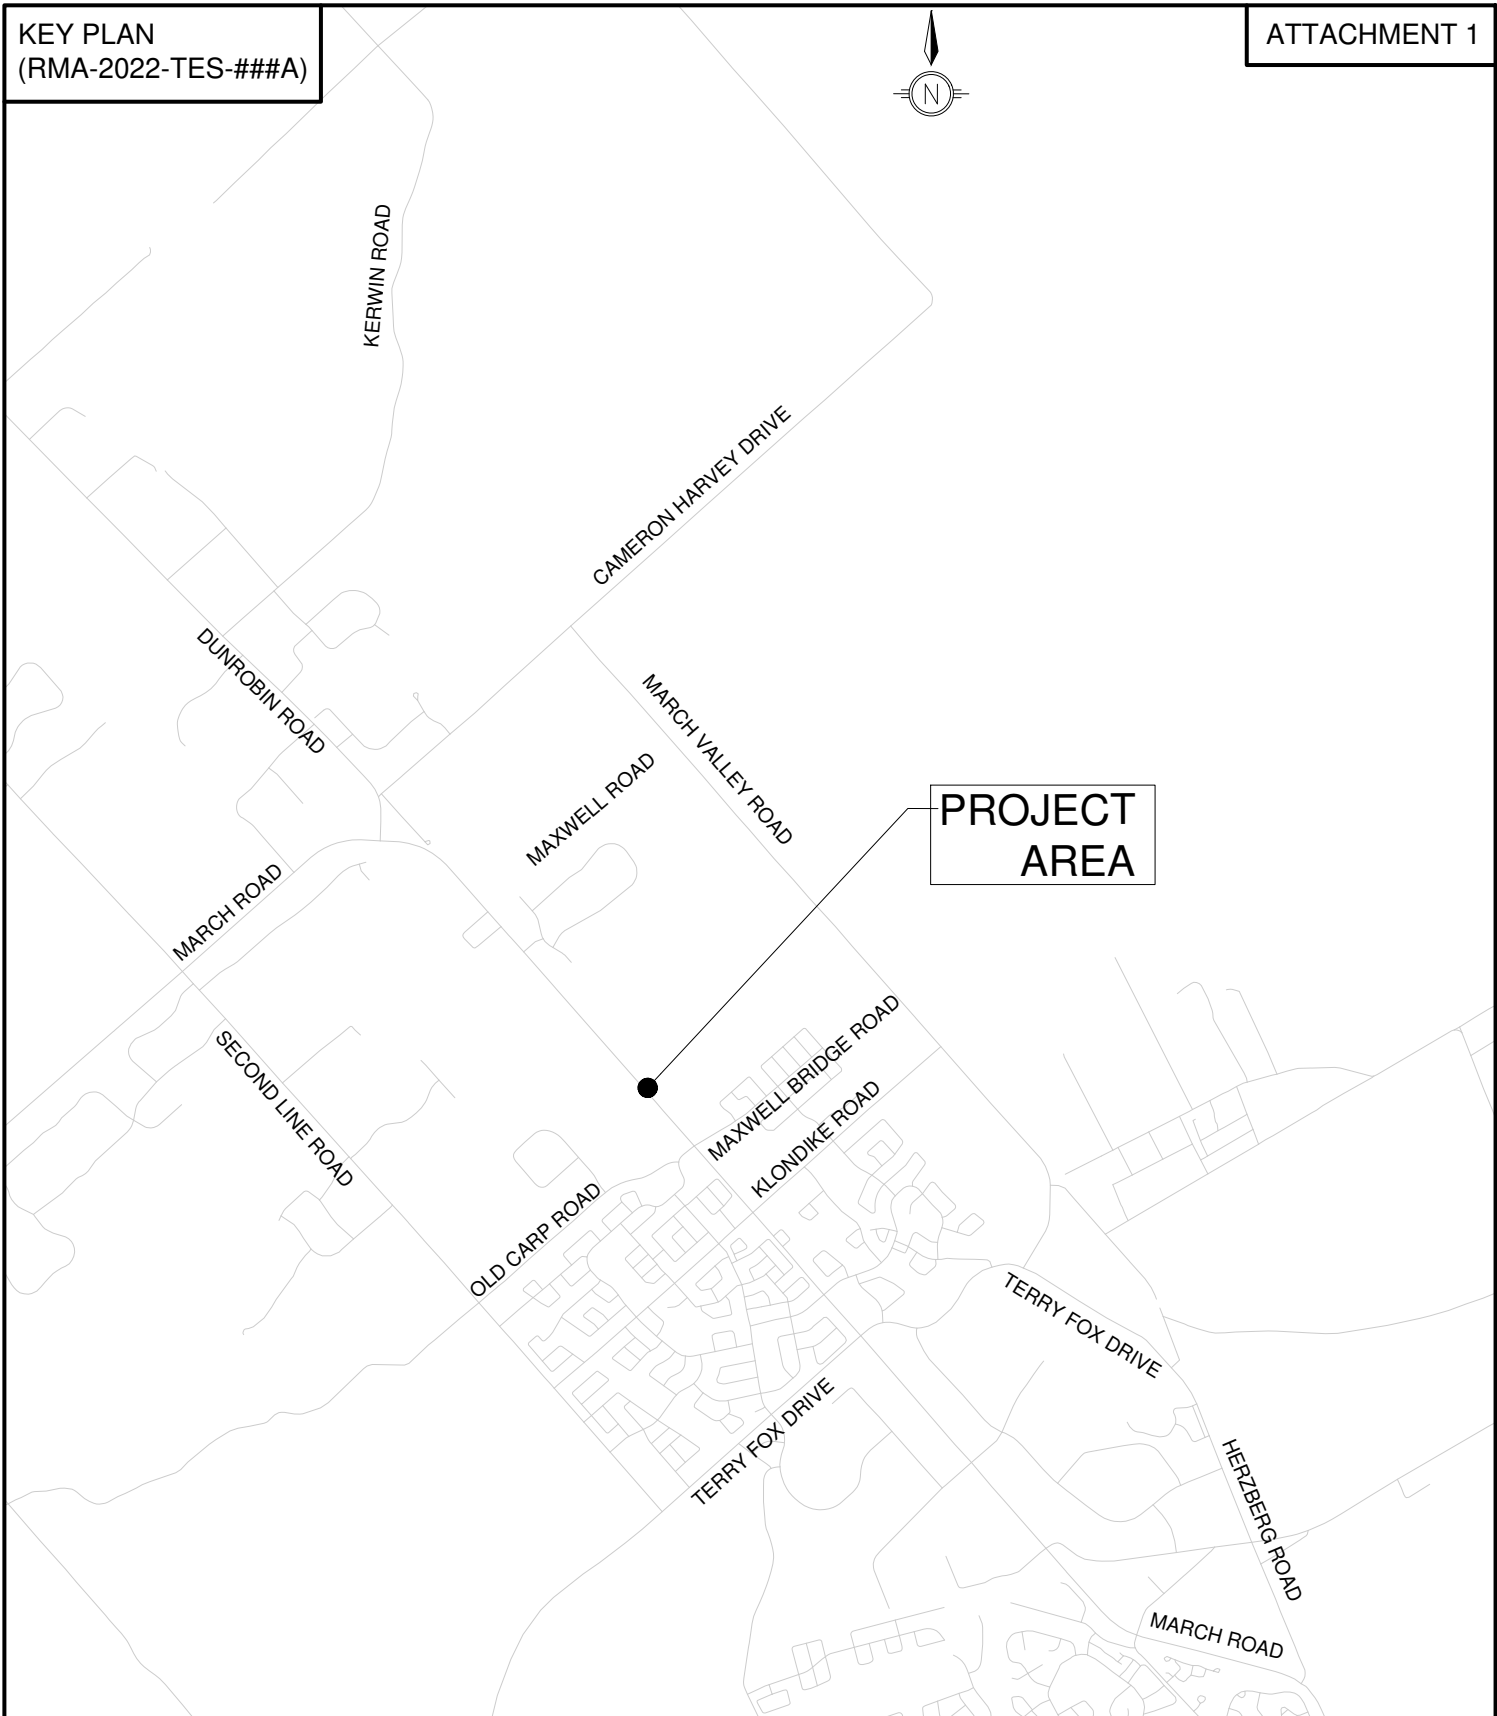 KEY PLAN
(RMA-2022-TES-###A)
ATTACHMENT 1
N
KERWIN ROAD
CAMERON HARVEY DRIVE
DUNROBIN ROAD
MARCH VALLEY ROAD
MAXWELL ROAD
PROJECT
AREA
MARCH ROAD
MAXWELL BRIDGE ROAD
SECOND LINE ROAD
KLONDIKE ROAD
OLD CARP ROAD
TERRY FOX DRIVE
TERRY FOX DRIVE
HERZBERG ROAD
MARCH ROAD